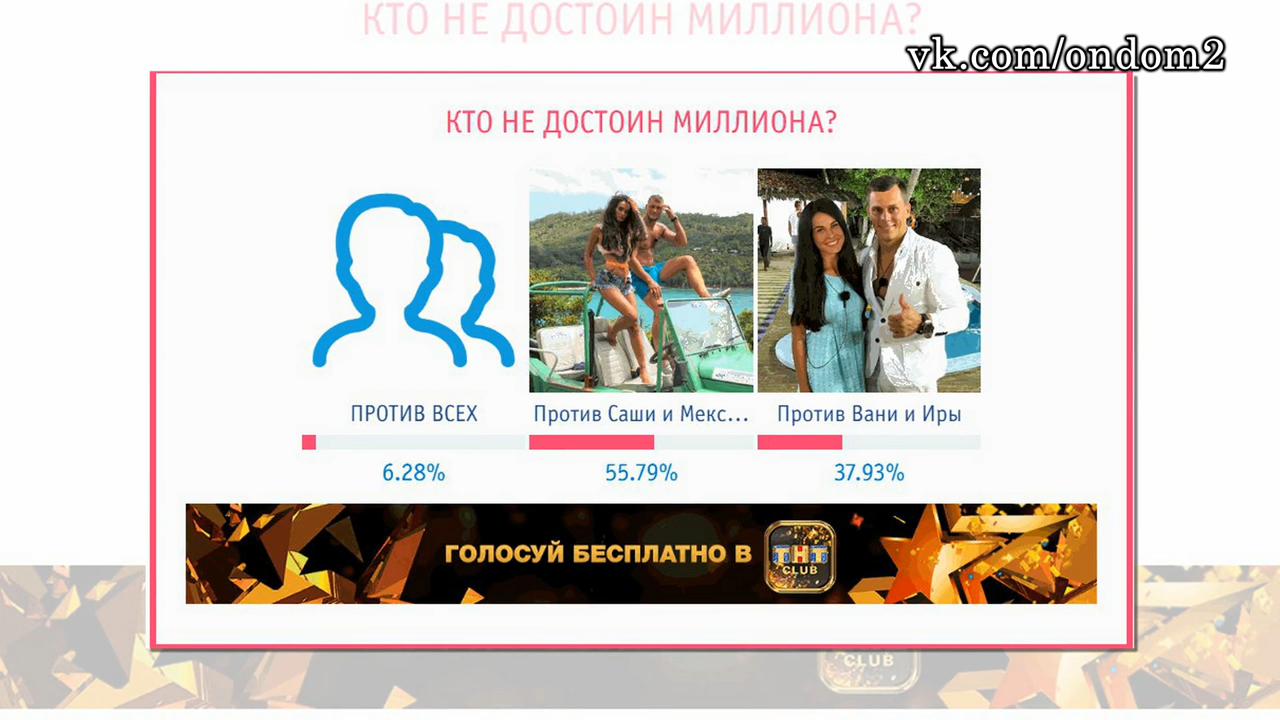 КТО НЕ ДОСТОИН МИЛЛИОНА?
vk.com/ondom2
КТО НЕ ДОСТОИН МИЛЛИОНА?
ПРОТИВ ВСЕХ
Против Саши и Мекс...
Против Вани и Иры
6.28%
55.79%
37.93%
ГОЛОСУЙ БЕСПЛАТНО В
ТНТ
CLUB
CLUB